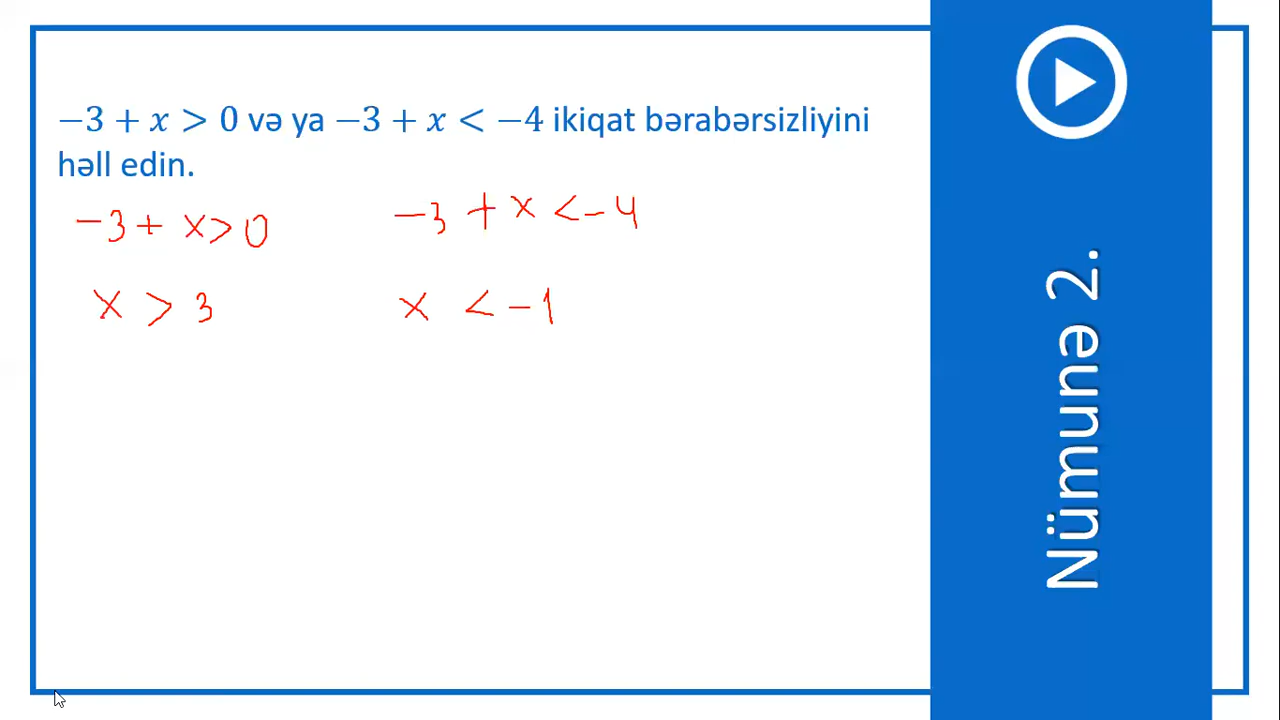 −3 + x > 0 və ya −3 + x < −4 ikiqat bərabərsizliyini
həll edin.
−3 + x > 0
−3 + x < −4
x > 3
x < −1
Nümunə 2.